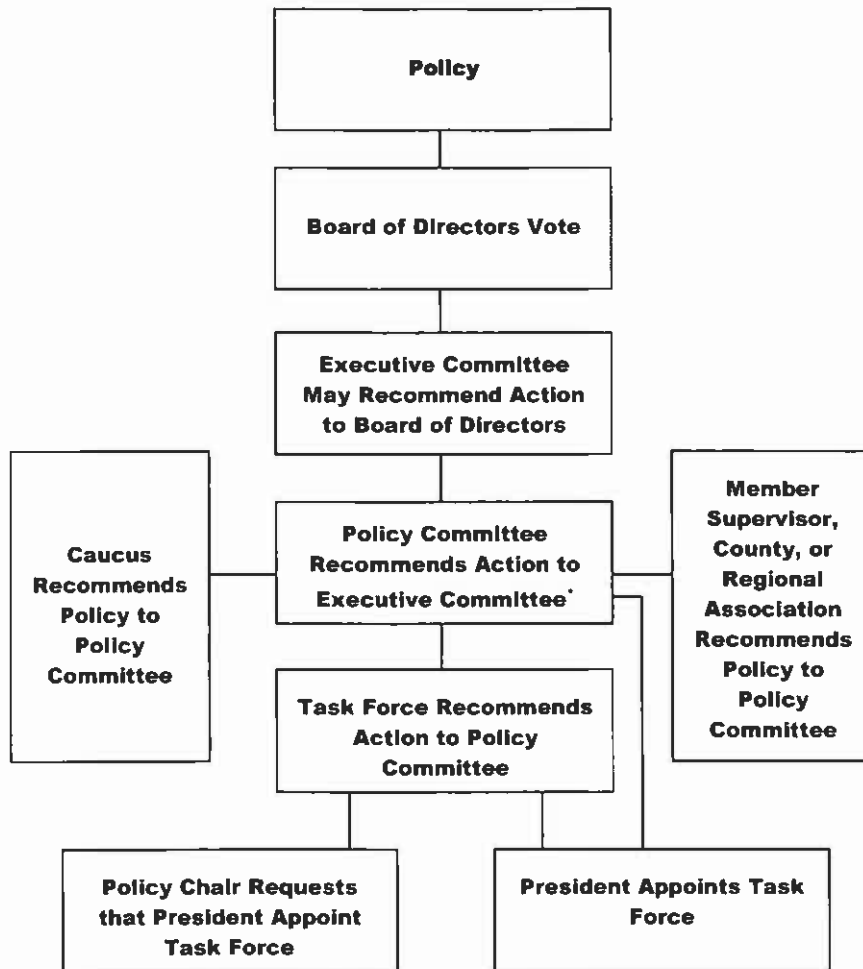 Policy
Board of Directors Vote
Executive Committee
May Recommend Action
to Board of Directors
Caucus
Recommends
Policy to
Policy
Committee
Policy Committee
Recommends Action to
Executive Committee*
Member
Supervisor,
County, or
Regional
Association
Recommends
Policy to
Policy
Committee
Task Force Recommends
Action to Policy
Committee
Policy Chair Requests
that President Appoint
Task Force
President Appoints Task
Force